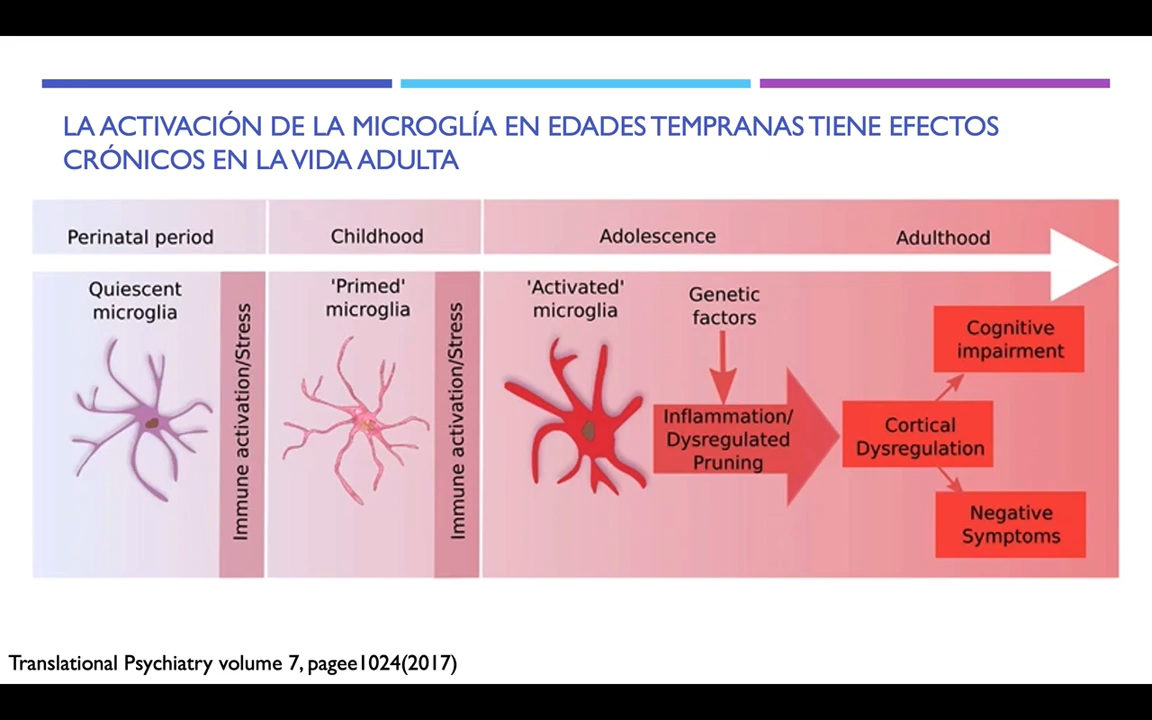 LA ACTIVACIÓN DE LA MICROGLÍA EN EDADES TEMPRANAS TIENE EFECTOS
CRÓNICOS EN LA VIDA ADULTA
Perinatal period
Childhood
Adolescence
Adulthood
Quiescent
microglia
Immune activation/Stress
'Primed'
microglia
Immune activation/Stress
'Activated'
microglia
Genetic
factors
Inflammation/
Dysregulated
Pruning
Cortical
Dysregulation
Cognitive
impairment
Negative
Symptoms
Translational Psychiatry volume 7, pagee1024(2017)